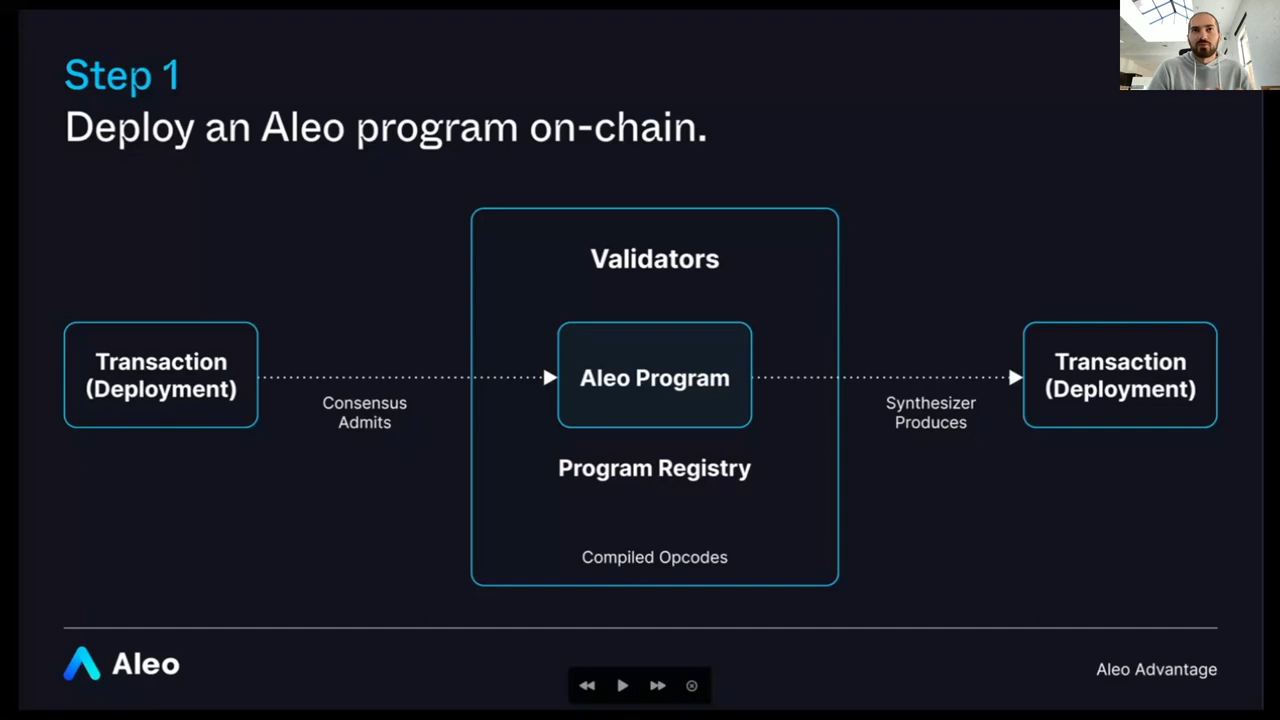 Step 1
Deploy an Aleo program on-chain.
Validators
Transaction
(Deployment)
Consensus
Admits
Aleo Program
Synthesizer
Produces
Transaction
(Deployment)
Program Registry
Compiled Opcodes
Aleo
Aleo Advantage